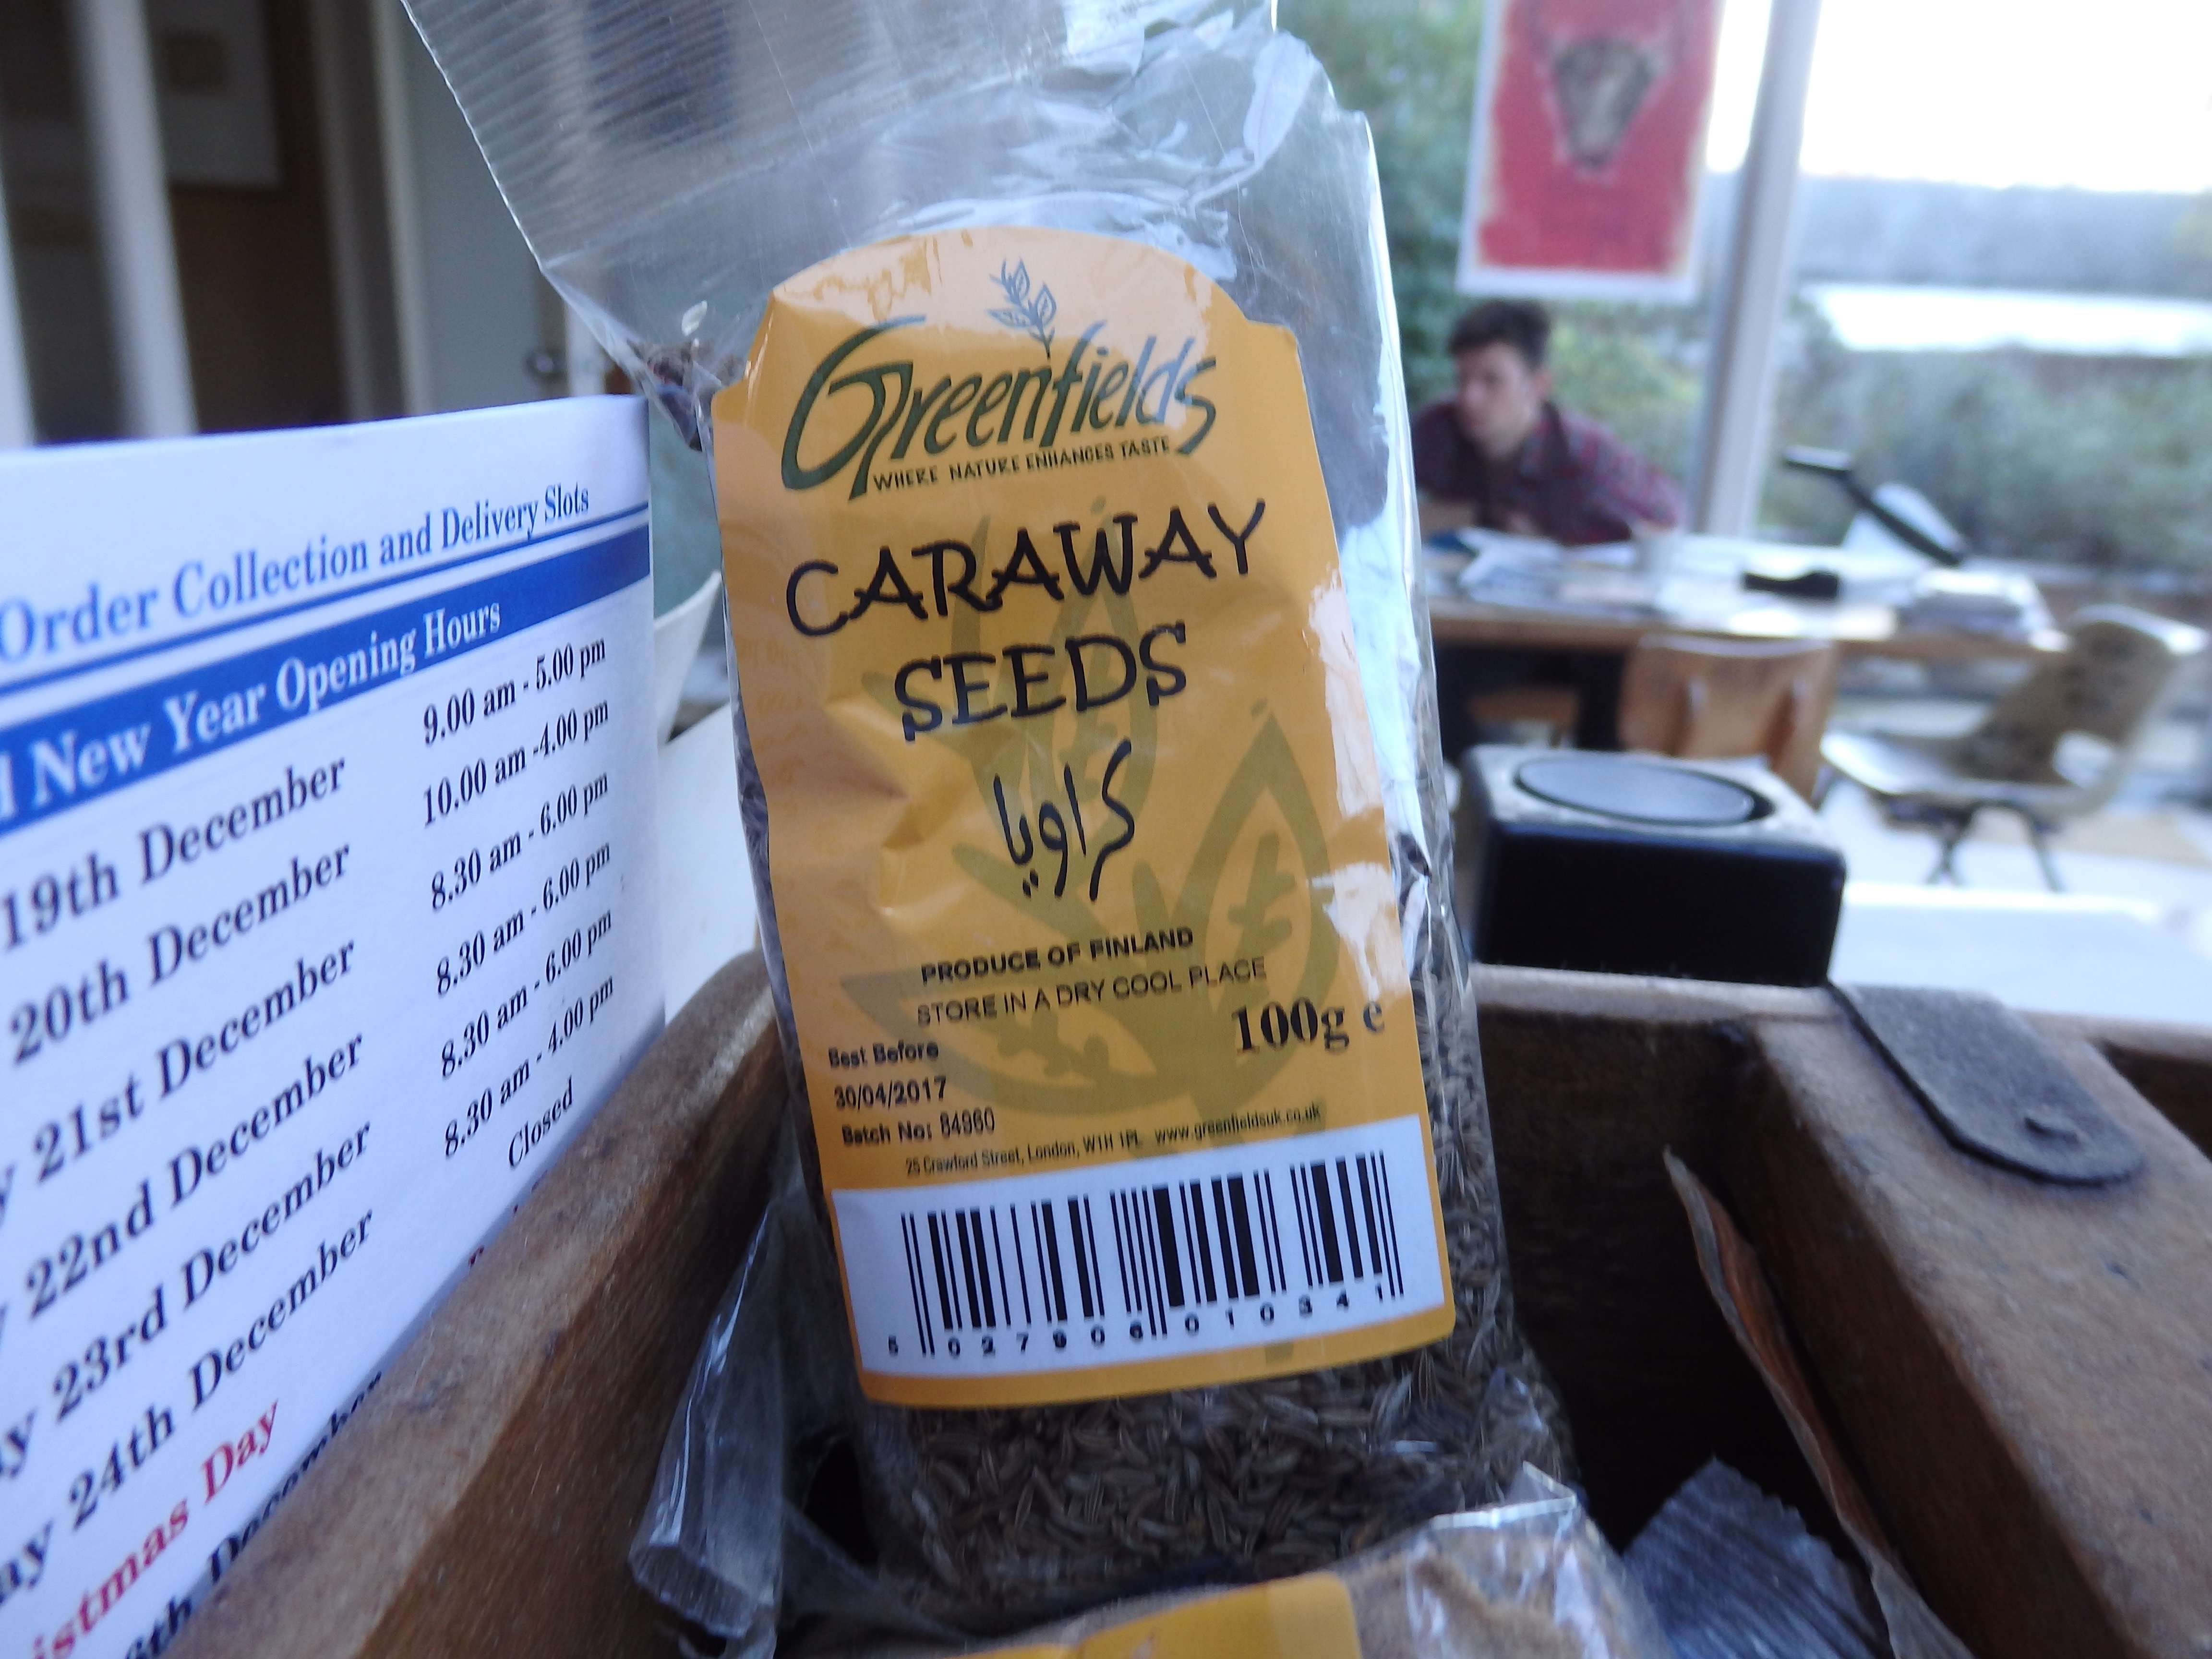 Order Collection and Delivery Slots
New Year Opening Hours
19th December 9.00 am - 5.00 pm
20th December 10.00 am -4.00 pm
21st December 8.30 am - 6.00 pm
22nd December 8.30 am - 6.00 pm
23rd December 8.30 am - 6.00 pm
24th December 8.30 am - 4.00 pm
Day Closed
Greenfields
WHERE NATURE ENHANCES TASTE
CARAWAY
SEEDS
كراويا
PRODUCE OF FINLAND
STORE IN A DRY COOL PLACE
100g e
Best Before
30/04/2017
Batch No: 84960
25 Crawford Street, London, W1H 1PL www.greenfieldsuk.co.uk
5 027906 010341